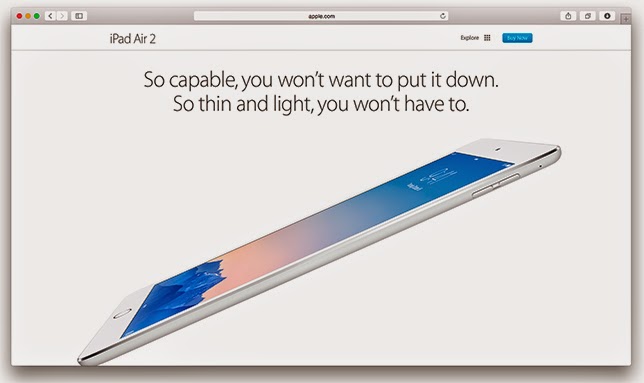 apple.com
iPad Air 2
Explore
Buy Now
So capable, you won't want to put it down.
So thin and light, you won't have to.